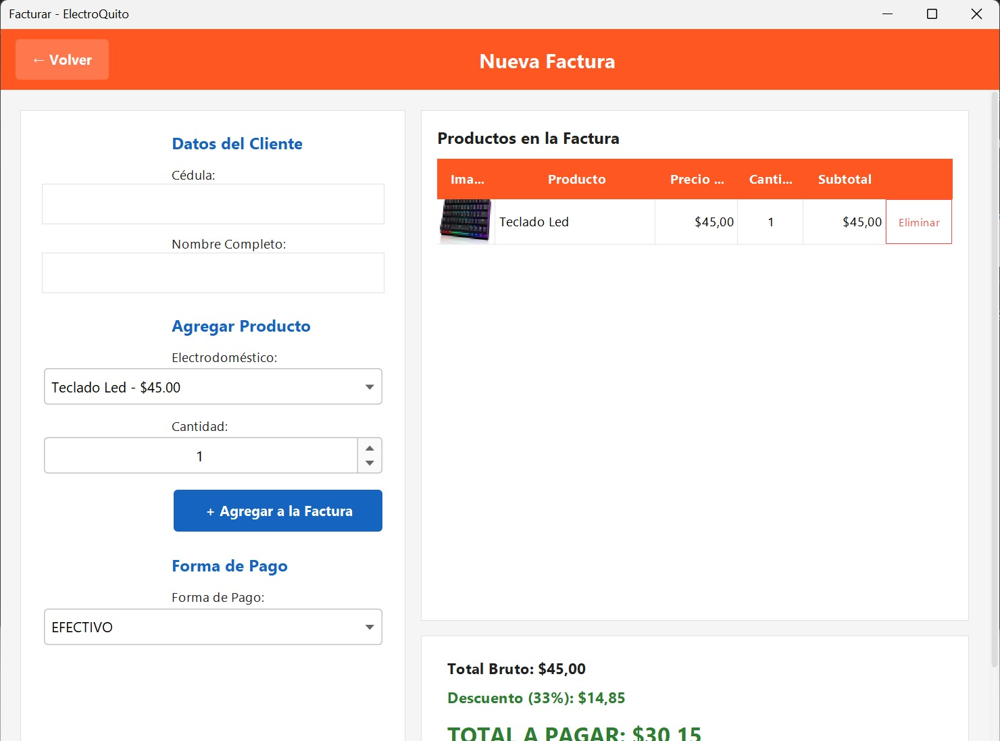 Facturar - ElectroQuito
← Volver
Nueva Factura
Datos del Cliente
Cédula:
Nombre Completo:
Agregar Producto
Electrodoméstico:
Teclado Led - $45.00
Cantidad:
1
+ Agregar a la Factura
Forma de Pago
Forma de Pago:
EFECTIVO
Productos en la Factura
Ima... Producto Precio ... Canti... Subtotal
Teclado Led $45,00 1 $45,00 Eliminar
Total Bruto: $45,00
Descuento (33%): $14,85
TOTAL A PAGAR: $30,15